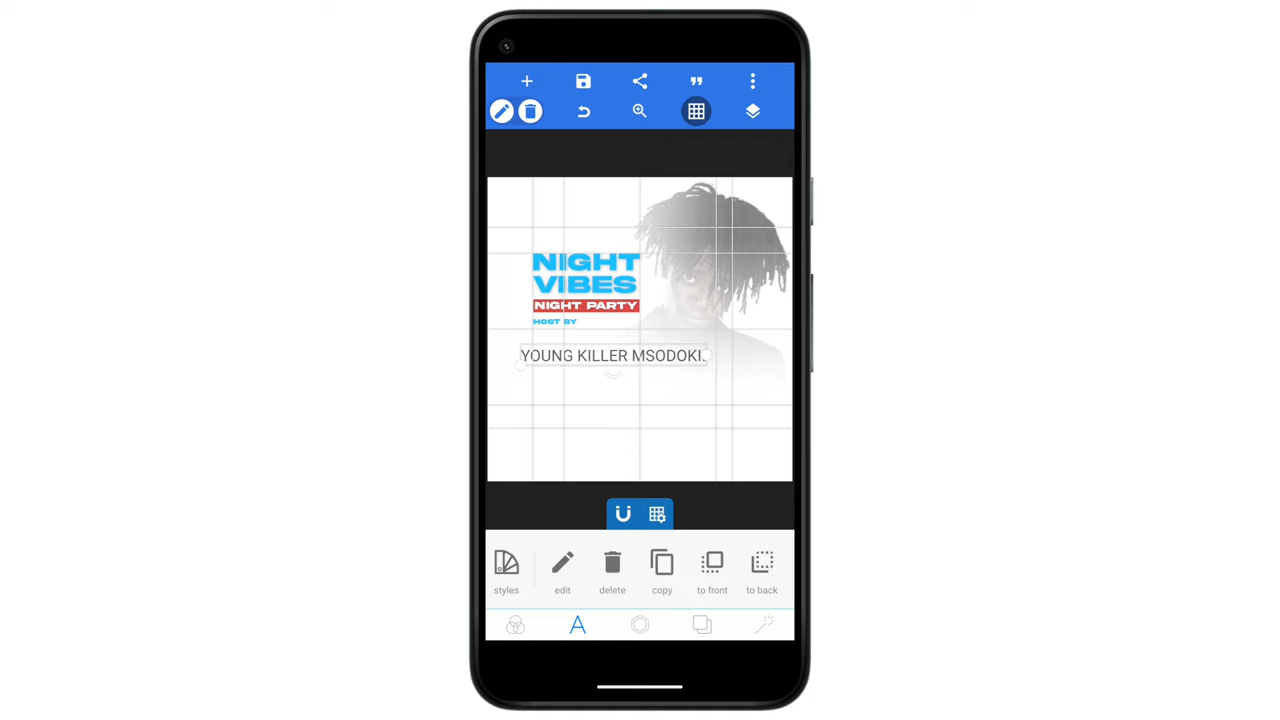 NIGHT
VIBES
NIGHT PARTY
HOST BY
YOUNG KILLER MSODOKI.
styles
edit
delete
copy
to front
to back
A